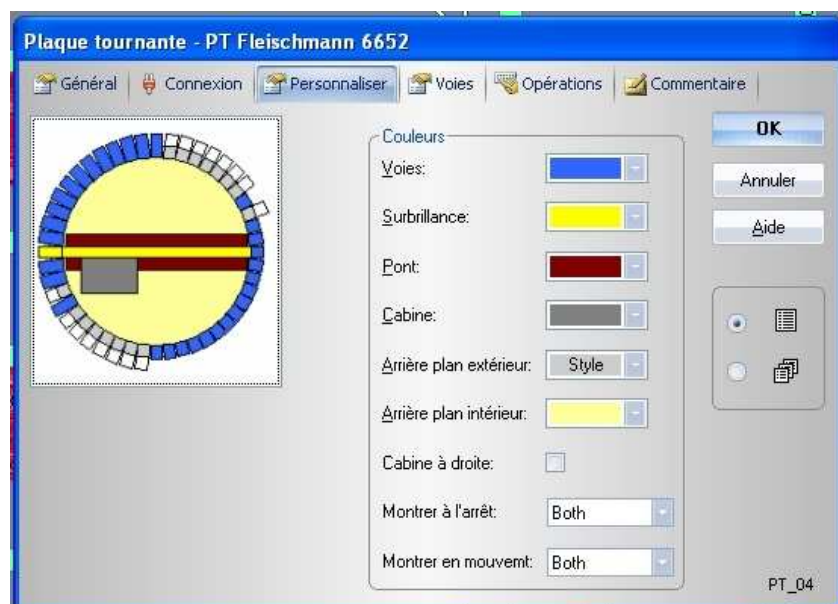 Plaque tournante - PT Fleischmann 6652
Général Connexion Personnaliser Voies Opérations Commentaire
Couleurs
Voies:
Surbrillance:
Pont:
Cabine:
Arrière plan extérieur: Style
Arrière plan intérieur:
Cabine à droite:
Montrer à l'arrêt: Both
Montrer en mouvemt: Both
OK
Annuler
Aide
PT_04